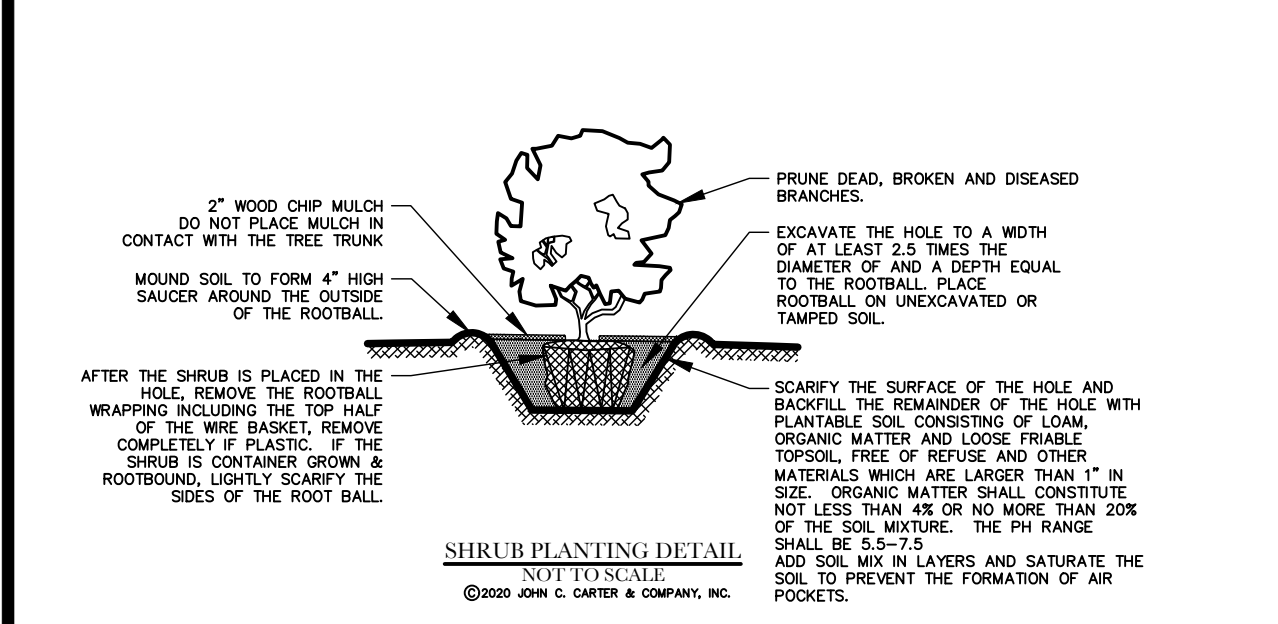 2” WOOD CHIP MULCH
DO NOT PLACE MULCH IN
CONTACT WITH THE TREE TRUNK
MOUND SOIL TO FORM 4” HIGH
SAUCER AROUND THE OUTSIDE
OF THE ROOTBALL.
AFTER THE SHRUB IS PLACED IN THE
HOLE, REMOVE THE ROOTBALL
WRAPPING INCLUDING THE TOP HALF
OF THE WIRE BASKET, REMOVE
COMPLETELY IF PLASTIC. IF THE
SHRUB IS CONTAINER GROWN &
ROOTBOUND, LIGHTLY SCARIFY THE
SIDES OF THE ROOT BALL.
PRUNE DEAD, BROKEN AND DISEASED
BRANCHES.
EXCAVATE THE HOLE TO A WIDTH
OF AT LEAST 2.5 TIMES THE
DIAMETER OF AND A DEPTH EQUAL
TO THE ROOTBALL. PLACE
ROOTBALL ON UNEXCAVATED OR
TAMPED SOIL.
SCARIFY THE SURFACE OF THE HOLE AND
BACKFILL THE REMAINDER OF THE HOLE WITH
PLANTABLE SOIL CONSISTING OF LOAM,
ORGANIC MATTER AND LOOSE FRIABLE
TOPSOIL, FREE OF REFUSE AND OTHER
MATERIALS WHICH ARE LARGER THAN 1” IN
SIZE. ORGANIC MATTER SHALL CONSTITUTE
NOT LESS THAN 4% OR NO MORE THAN 20%
OF THE SOIL MIXTURE. THE PH RANGE
SHALL BE 5.5–7.5
ADD SOIL MIX IN LAYERS AND SATURATE THE
SOIL TO PREVENT THE FORMATION OF AIR
POCKETS.
SHRUB PLANTING DETAIL
NOT TO SCALE
©2020 JOHN C. CARTER & COMPANY, INC.